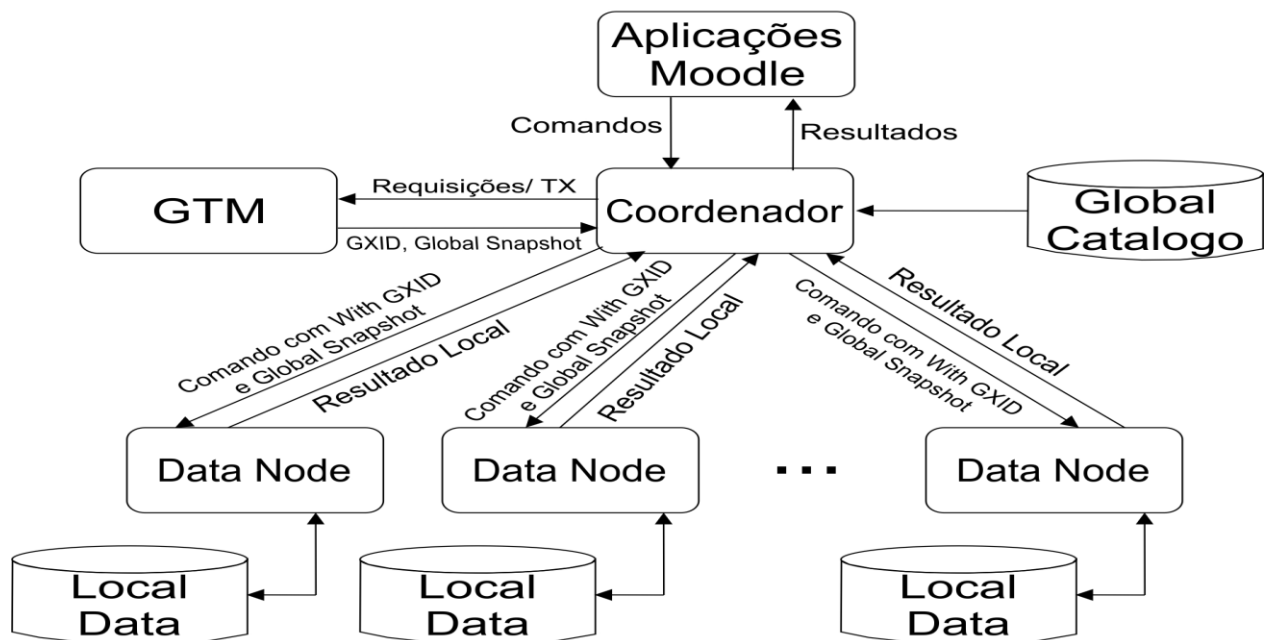 Aplicações
Moodle
Comandos
Resultados
Requisições/ TX
GTM
Coordenador
Global
Catalogo
GXID, Global Snapshot
Comando com With GXID
e Global Snapshot
Resultado Local
Comando com With GXID
e Global Snapshot
Resultado Local
Comando com With GXID
e Global Snapshot
Resultado Local
Data Node
Data Node
...
Data Node
Local
Data
Local
Data
Local
Data